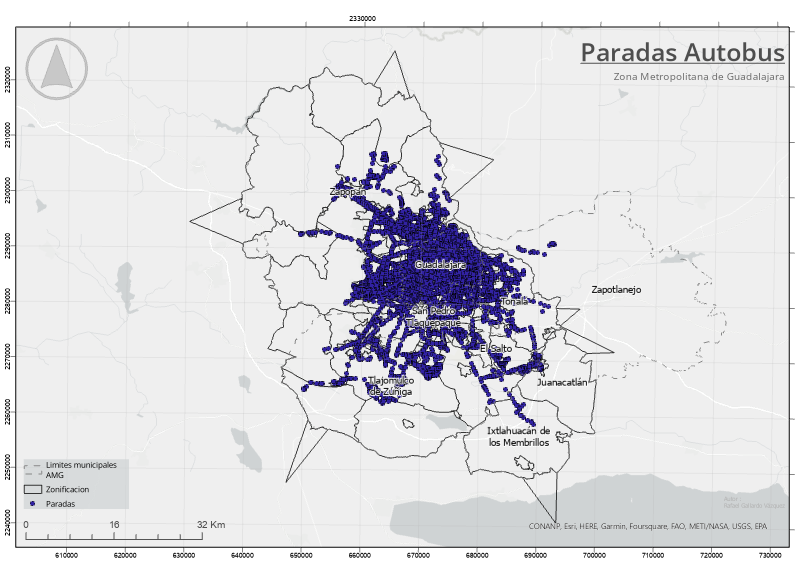 2330000
Paradas Autobus
Zona Metropolitana de Guadalajara
2320000
2310000
2300000
2290000
2280000
2270000
2260000
2250000
2240000
Zapopan
Guadalajara
Zapotlanejo
Tonalá
San Pedro
Tlaquepaque
El Salto
Tlajomulco
de Zúñiga
Juanacatlán
Ixtlahuacán de
los Membrillos
Limites municipales
AMG
Zonificacion
Paradas
0 16 32 Km
CONANP, Esri, HERE, Garmin, Foursquare, FAO, METI/NASA, USGS, EPA
610000 620000 630000 640000 650000 660000 670000 680000 690000 700000 710000 720000 730000